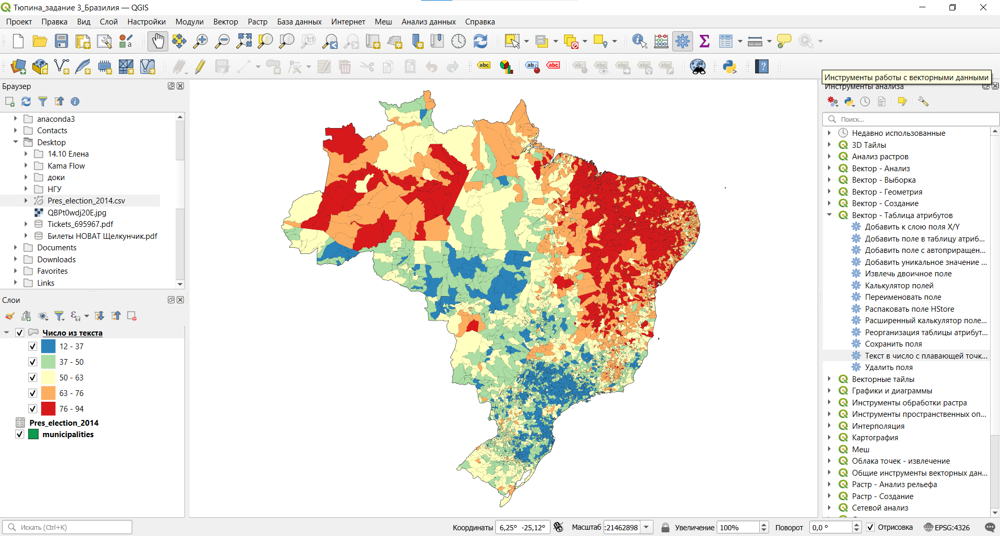 Тюпина_задание 3_Бразилия — QGIS
Проект Правка Вид Слой Настройки Модули Вектор Растр База данных Интернет Меш Анализ данных Справка
1:1
abc abc abc
Инструменты работы с векторными данными
Браузер
anaconda3
Contacts
Desktop
14.10 Елена
Kama Flow
доки
НГУ
Pres_election_2014.csv
QBPt0wdj20E.jpg
Tickets_695967.pdf
Билеты НОВАТ Щелкунчик.pdf
Documents
Downloads
Favorites
Links
Слои
Число из текста
12 - 37
37 - 50
50 - 63
63 - 76
76 - 94
Pres_election_2014
municipalities
Инструменты анализа
Поиск...
Недавно использованные
3D Тайлы
Анализ растров
Вектор - Анализ
Вектор - Выборка
Вектор - Геометрия
Вектор - Создание
Вектор - Таблица атрибутов
Добавить к слою поля X/Y
Добавить поле в таблицу атриб...
Добавить поле с автоприращен...
Добавить уникальное значение ...
Извлечь двоичное поле
Калькулятор полей
Переименовать поле
Распаковать поле HStore
Расширенный калькулятор поле...
Реорганизация таблицы атрибут...
Сохранить поля
Текст в число с плавающей точк...
Удалить поля
Векторные тайлы
Графики и диаграммы
Инструменты обработки растра
Инструменты пространственных оп...
Интерполяция
Картография
Меш
Облака точек - извлечение
Общие инструменты векторных дан...
Растр - Анализ рельефа
Растр - Создание
Сетевой анализ
Искать (Ctrl+K)
Координаты 6,25° -25,12° Масштаб :21462898 Увеличение 100% Поворот 0,0 ° Отрисовка EPSG:4326